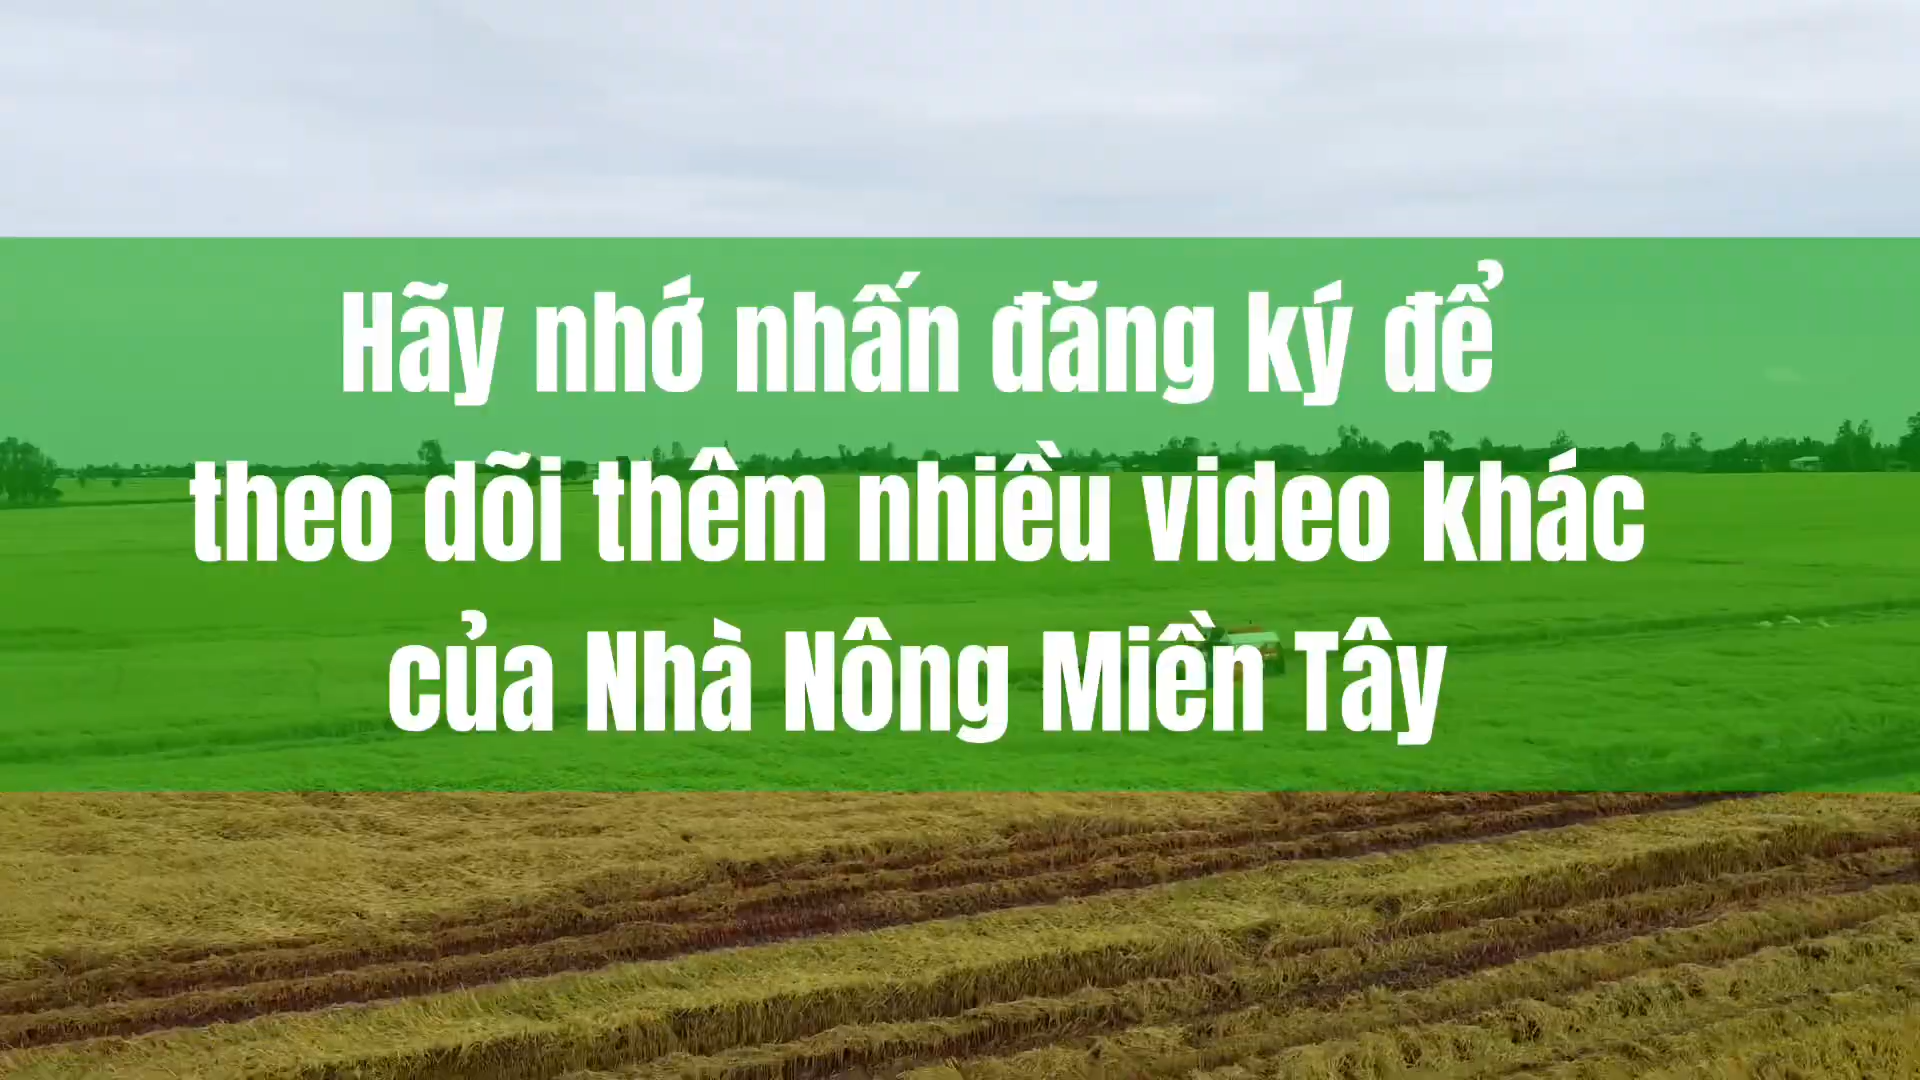 Hãy nhớ nhấn đăng ký để
theo dõi thêm nhiều video khác
của Nhà Nông Miền Tây